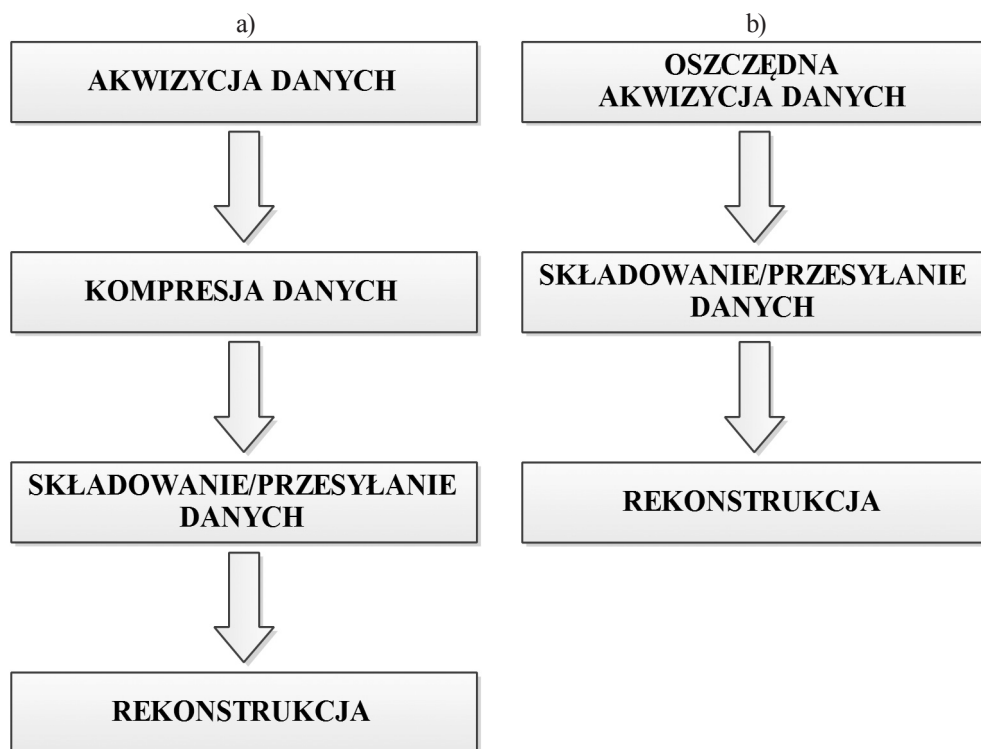 a)
AKWIZYCJA DANYCH
KOMPRESJA DANYCH
SKŁADOWANIE/PRZESYŁANIE
DANYCH
REKONSTRUKCJA
b)
OSZCZĘDNA
AKWIZYCJA DANYCH
SKŁADOWANIE/PRZESYŁANIE
DANYCH
REKONSTRUKCJA